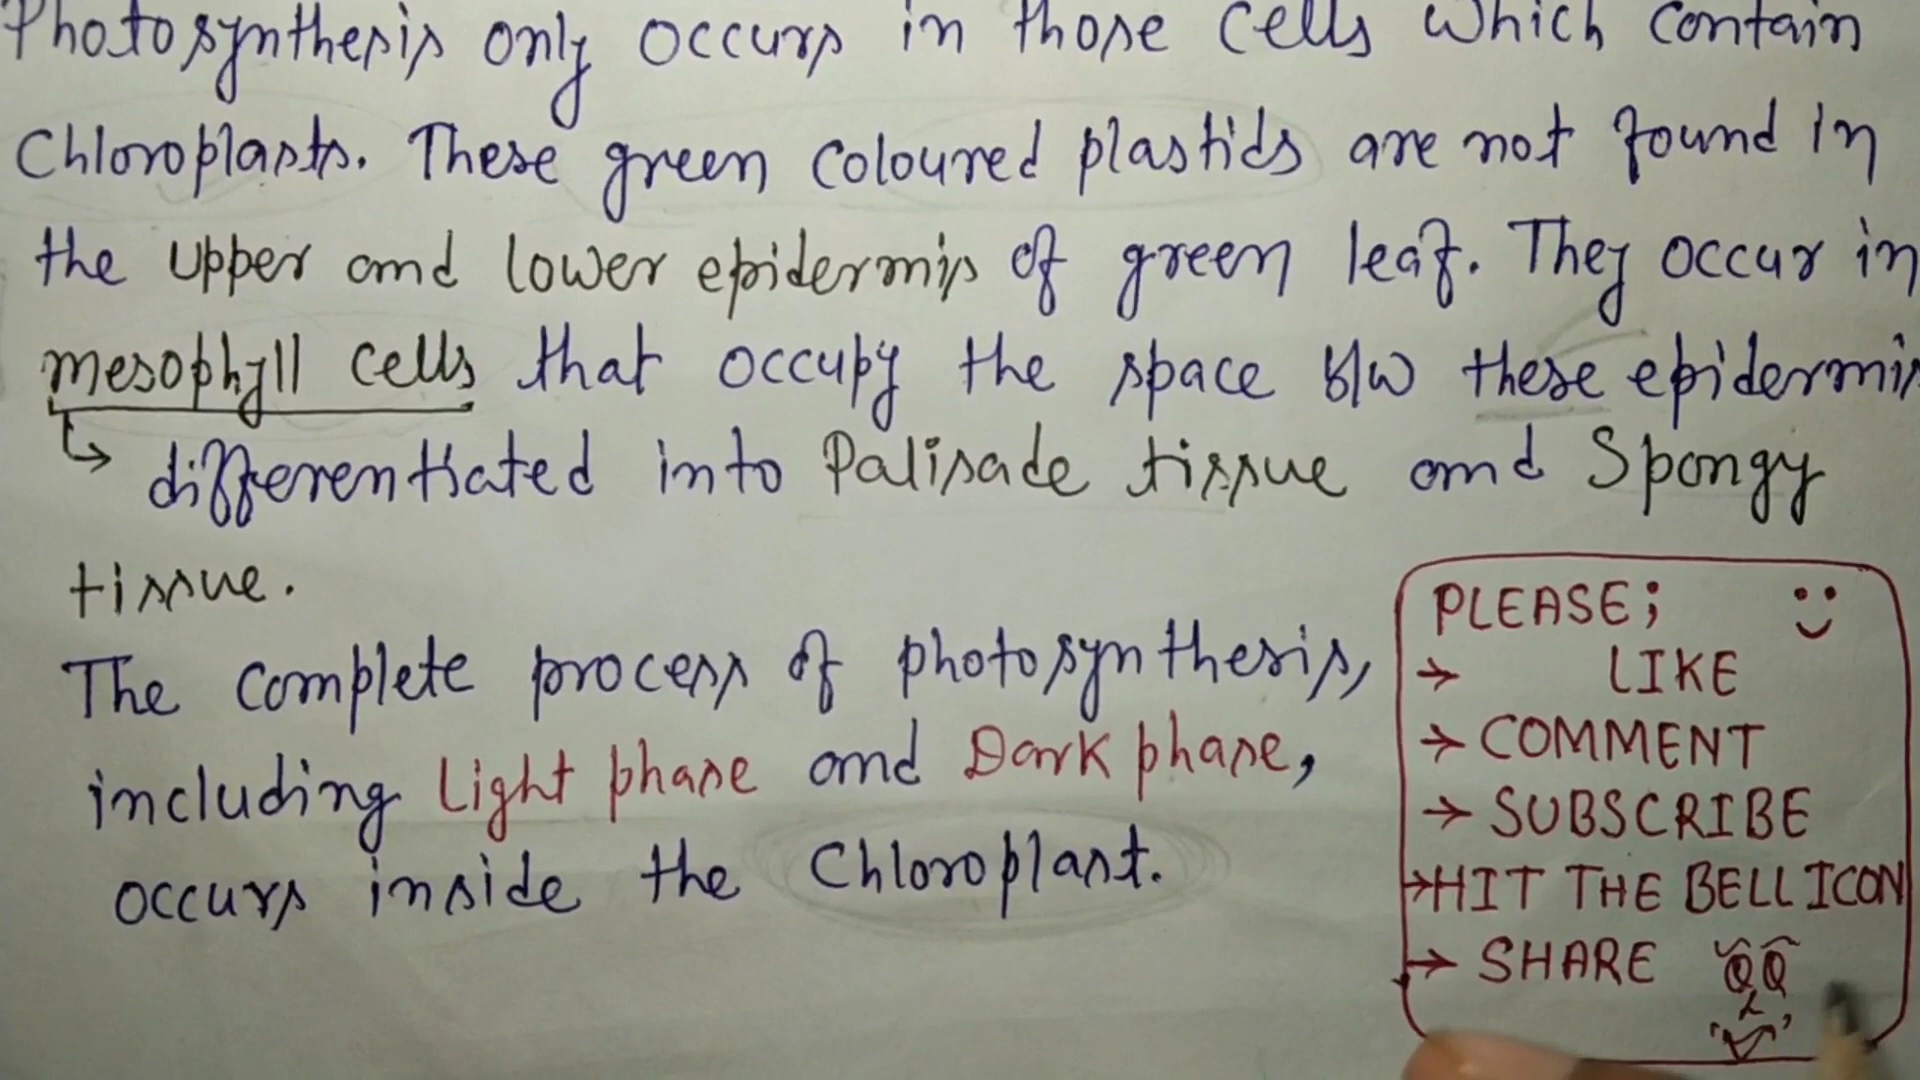 Photosynthesis only occurs in those cells which contain
Chloroplasts. These green coloured plastids are not found in
the upper and lower epidermis of green leaf. They occur in
mesophyll cells that occupy the space b/w these epidermis
differentiated into Palisade tissue and Spongy
tissue.
The complete process of photosynthesis,
including Light phase and Dark phase,
occurs inside the Chloroplast.
PLEASE;
→ LIKE
→ COMMENT
→ SUBSCRIBE
→ HIT THE BELL ICON
→ SHARE